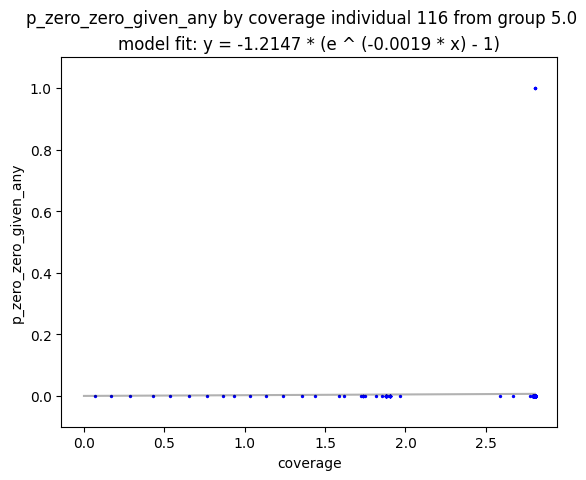 p_zero_zero_given_any by coverage individual 116 from group 5.0
model fit: y = -1.2147 * (e ^ (-0.0019 * x) - 1)
1.0
0.8
0.6
0.4
0.2
0.0
p_zero_zero_given_any
0.0 0.5 1.0 1.5 2.0 2.5
coverage